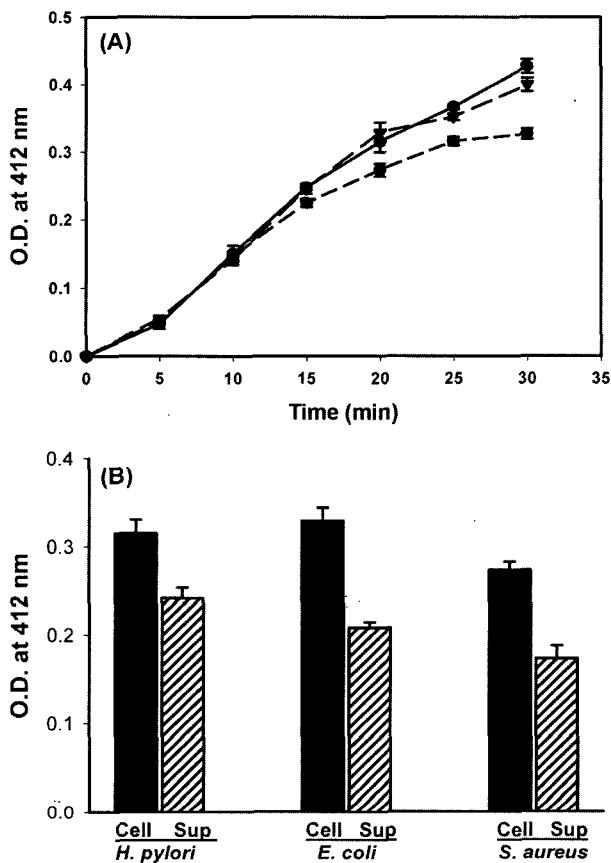 (A)
O.D. at 412 nm
0.5
0.4
0.3
0.2
0.1
0.0
0 5 10 15 20 25 30 35
Time (min)
(B)
O.D. at 412 nm
0.4
0.3
0.2
0.1
0.0
Cell Sup Cell Sup Cell Sup
H. pylori E. coli S. aureus